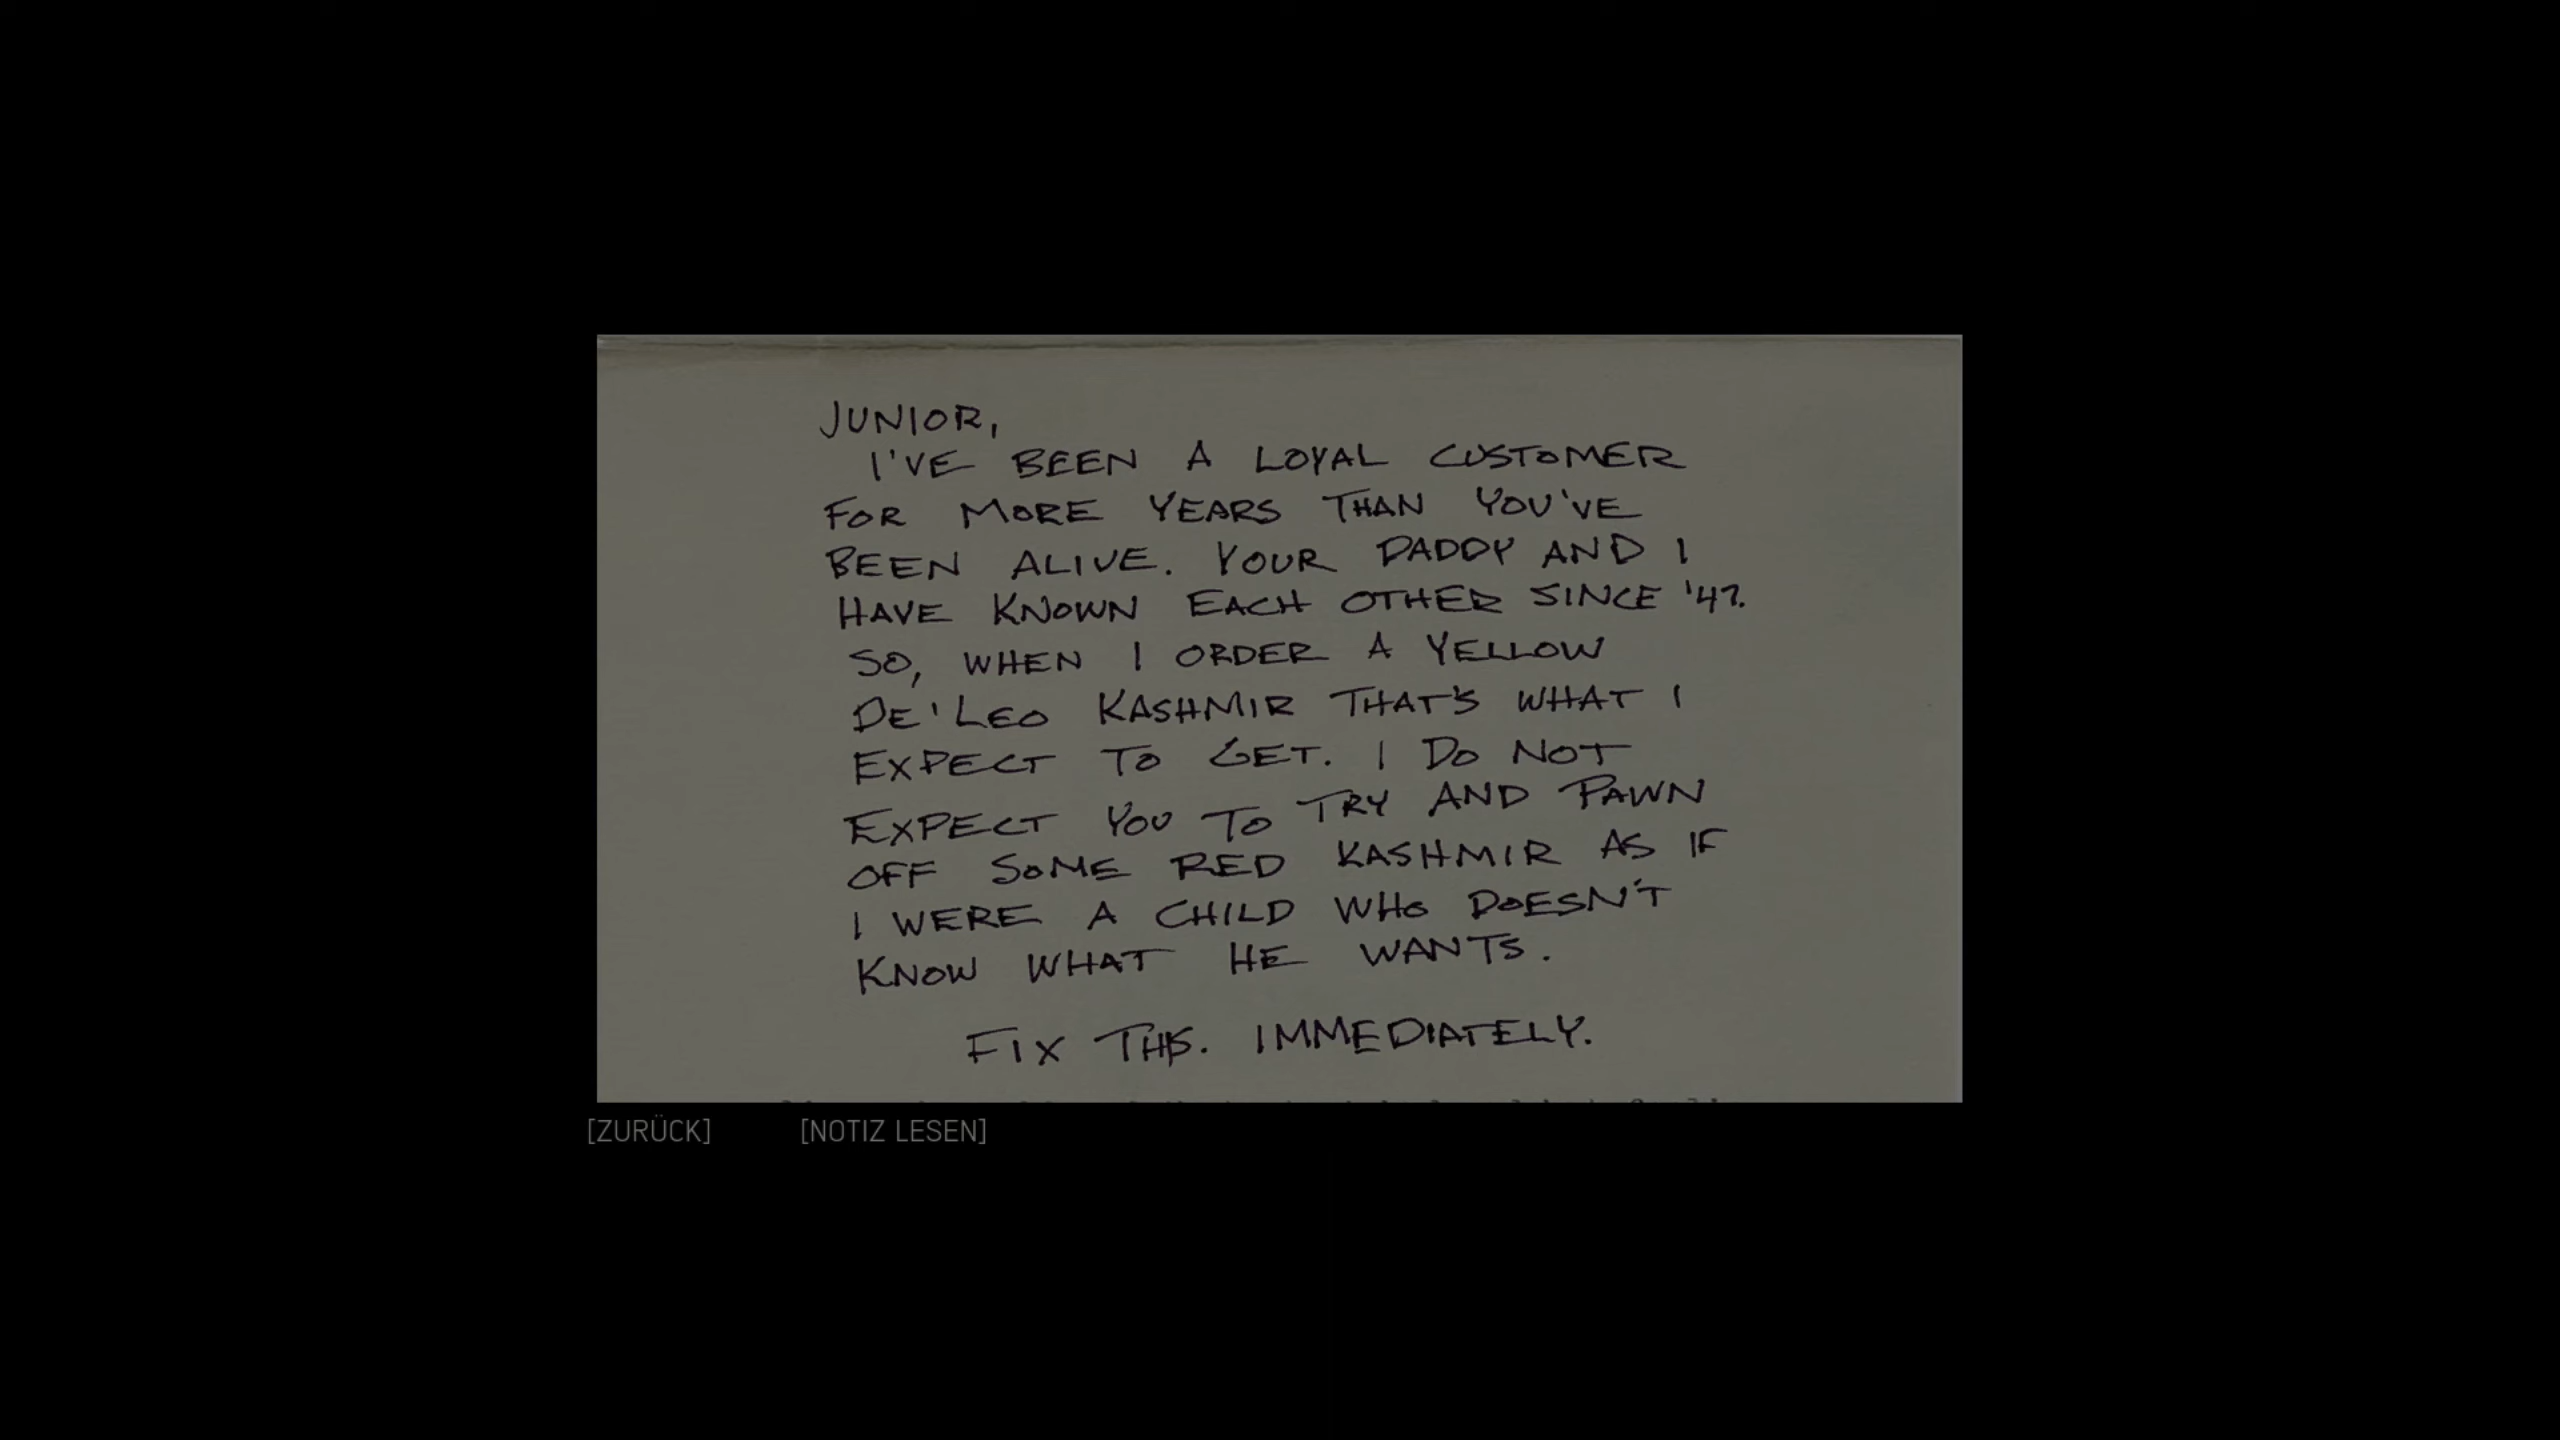 JUNIOR,
I'VE BEEN A LOYAL CUSTOMER
FOR MORE YEARS THAN YOU'VE
BEEN ALIVE. YOUR DADDY AND I
HAVE KNOWN EACH OTHER SINCE '47.
SO, WHEN I ORDER A YELLOW
DE'LEO KASHMIR THAT'S WHAT I
EXPECT TO GET. I DO NOT
EXPECT YOU TO TRY AND PAWN
OFF SOME RED KASHMIR AS IF
I WERE A CHILD WHO DOESN'T
KNOW WHAT HE WANTS.
FIX THIS. IMMEDIATELY.
[ZURÜCK] [NOTIZ LESEN]